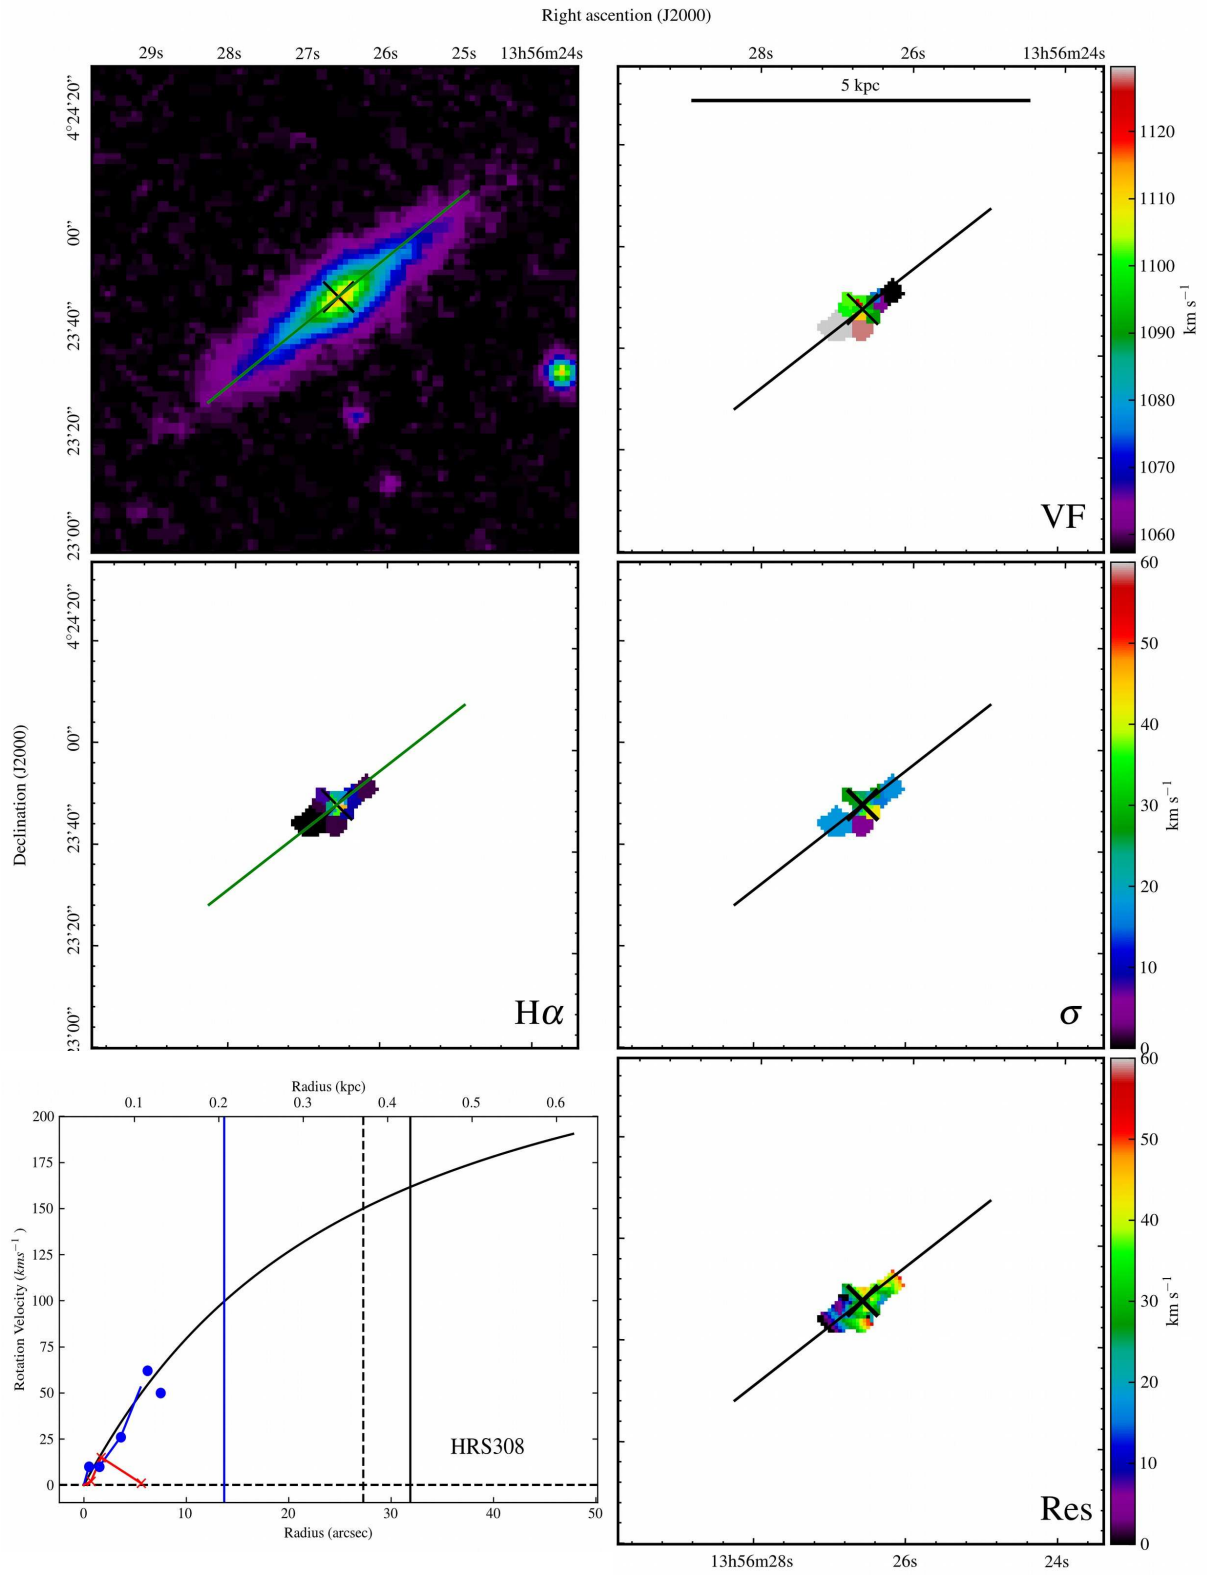 Right ascention (J2000)
29s 28s 27s 26s 25s 13h56m24s
28s 26s 13h56m24s
4°24'20”
00”
23'40”
23'20”
23'00”
5 kpc
VF
1120
1110
1100
1090
1080
1070
1060
km s⁻¹
Declination (J2000)
4°24'20”
00”
23'40”
23'20”
23'00”
Hα
σ
60
50
40
30
20
10
0
km s⁻¹
Radius (kpc)
0.1 0.2 0.3 0.4 0.5 0.6
200
175
150
125
100
75
50
25
0
Rotation Velocity (kms⁻¹ )
HRS308
0 10 20 30 40 50
Radius (arcsec)
60
50
40
30
20
10
0
km s⁻¹
Res
13h56m28s 26s 24s